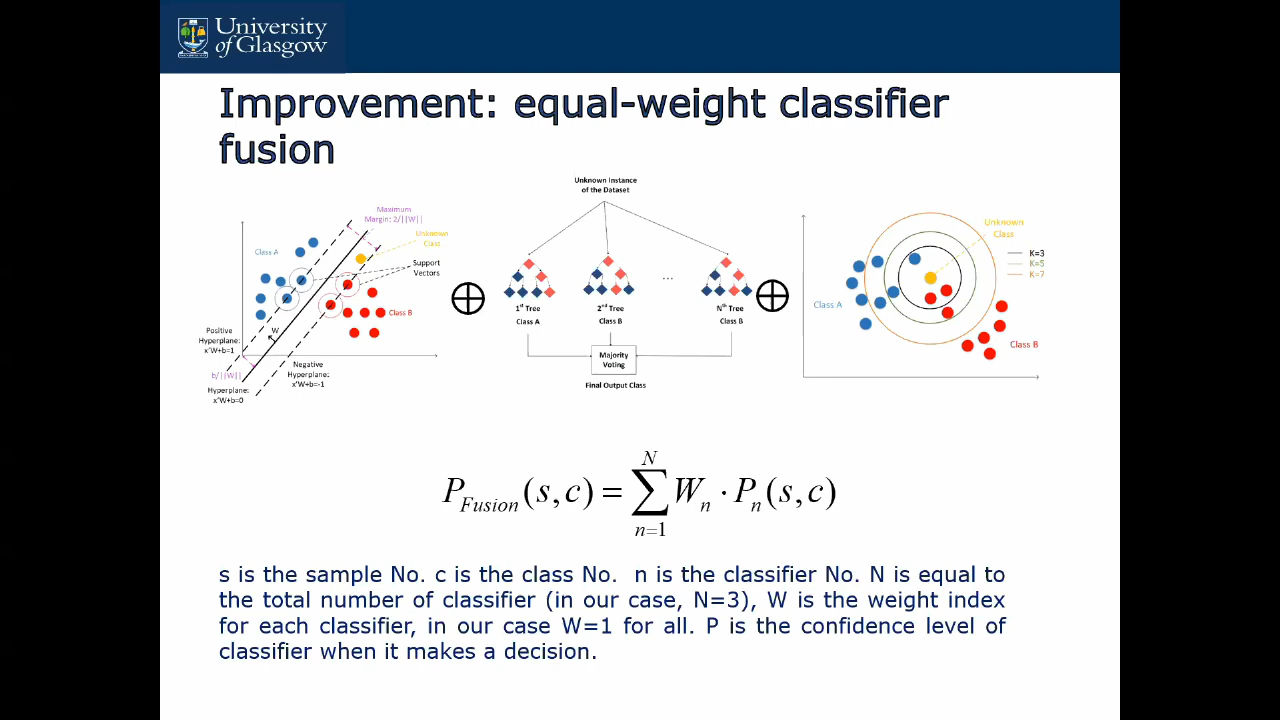 University
of Glasgow
Improvement: equal-weight classifier
fusion
Maximum
Margin: 2/||W||
Class A
Unknown
Class
Support
Vectors
Class B
W
Positive
Hyperplane:
x'W+b=1
b/||W||
Hyperplane:
x'W+b=0
Negative
Hyperplane:
x'W+b=-1
Unknown Instance
of the Dataset
...
1st Tree
Class A
2nd Tree
Class B
Nth Tree
Class B
Majority
Voting
Final Output Class
Unknown
Class
K=3
K=5
K=7
Class A
Class B
P_Fusion(s,c) = ∑_{n=1}^{N} W_n · P_n(s,c)
s is the sample No. c is the class No.  n is the classifier No. N is equal to
the total number of classifier (in our case, N=3), W is the weight index
for each classifier, in our case W=1 for all. P is the confidence level of
classifier when it makes a decision.